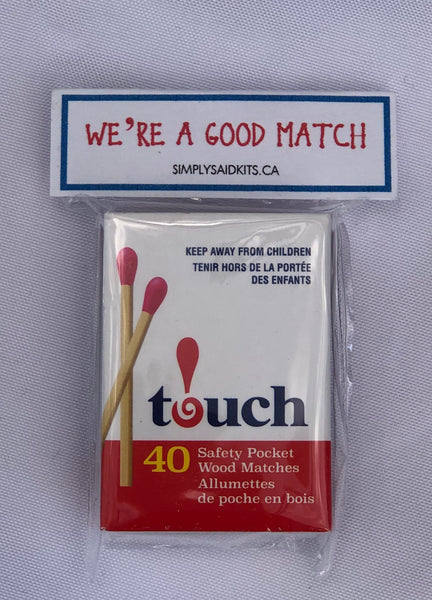 WE'RE A GOOD MATCH
SIMPLYSAIDKITS.CA
KEEP AWAY FROM CHILDREN
TENIR HORS DE LA PORTÉE
DES ENFANTS
touch
40 Safety Pocket
Wood Matches
Allumettes
de poche en bois